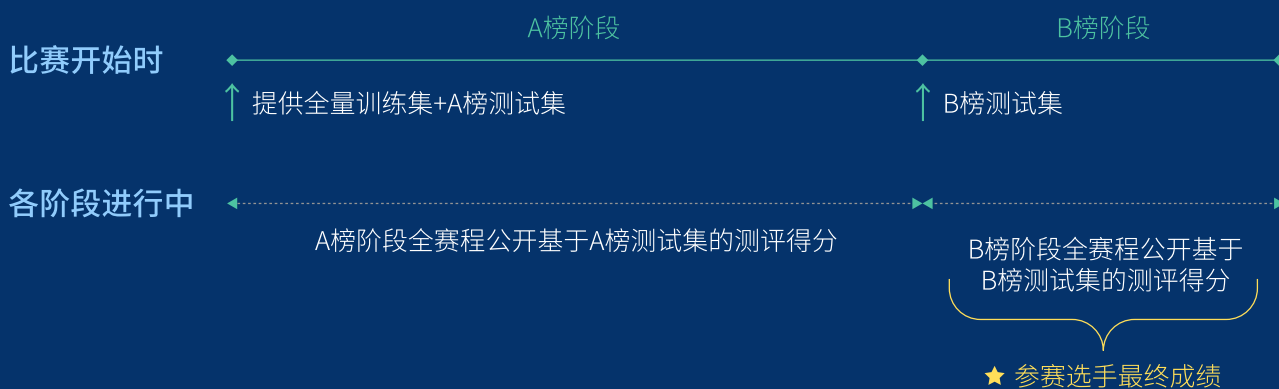 A榜阶段
B榜阶段
比赛开始时
提供全量训练集+A榜测试集
B榜测试集
各阶段进行中
A榜阶段全赛程公开基于A榜测试集的测评得分
B榜阶段全赛程公开基于
B榜测试集的测评得分
参赛选手最终成绩